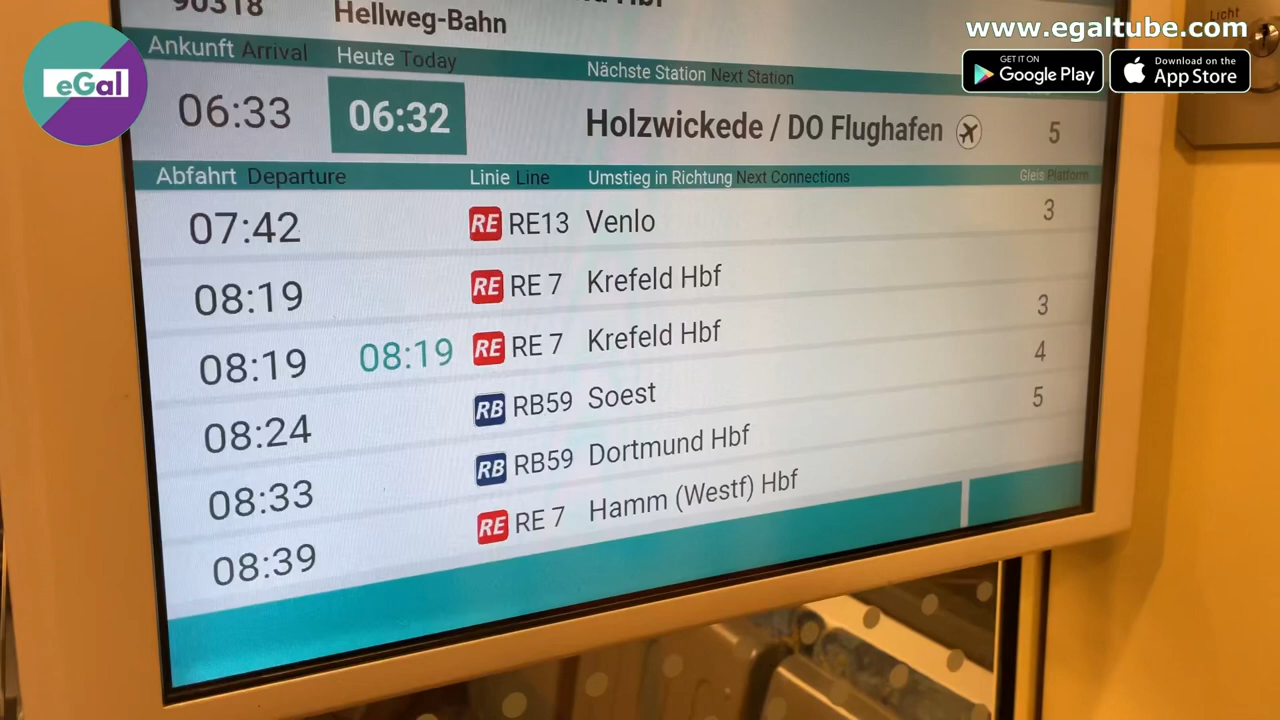 www.egaltube.com
GET IT ON
Google Play
Download on the
App Store
eGal
90318
Hellweg-Bahn
Hbf
Licht
Ankunft Arrival Heute Today Nächste Station Next Station
06:33 06:32 Holzwickede / DO Flughafen 5
Abfahrt Departure Linie Line Umstieg in Richtung Next Connections Gleis Platform
07:42 RE RE13 Venlo 3
08:19 RE RE 7 Krefeld Hbf
08:19 08:19 RE RE 7 Krefeld Hbf 3
08:24 RB RB59 Soest 4
08:33 RB RB59 Dortmund Hbf 5
08:39 RE RE 7 Hamm (Westf) Hbf